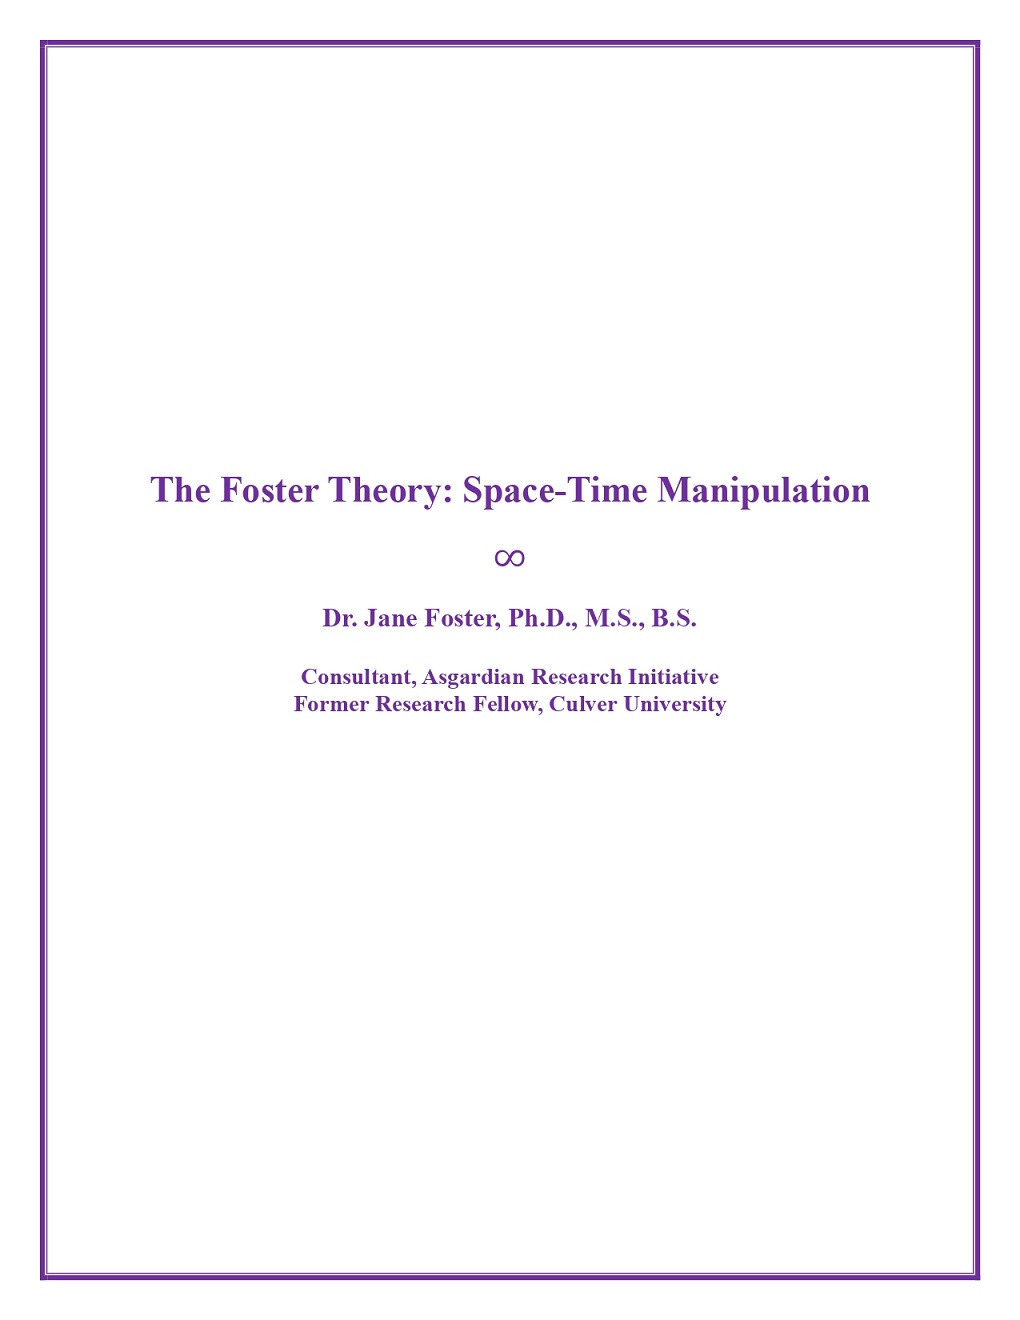 The Foster Theory: Space-Time Manipulation
∞
Dr. Jane Foster, Ph.D., M.S., B.S.
Consultant, Asgardian Research Initiative
Former Research Fellow, Culver University